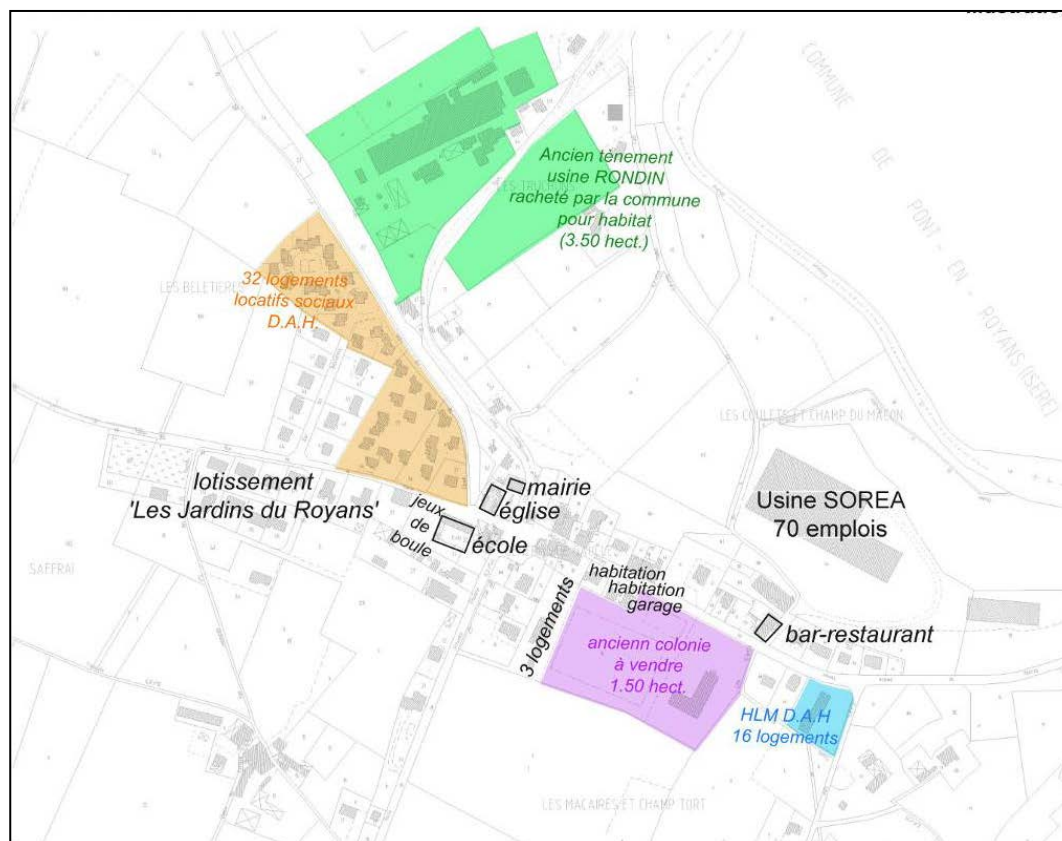 COMMUNE
DE
PONT - EN
ROYANS (ISERE)
Ancien tènement
usine RONDIN
LES TRUCHONS
racheté par la commune
pour habitat
(3.50 hect.)
LES BELETIERES
32 logements
locatifs sociaux
D.A.H.
LES COULETS ET CHAMP DU MACON
lotissement
'Les Jardins du Royans'
jeux
de
boule
mairie
église
école
Usine SOREA
70 emplois
SAFFRAI
habitation
habitation
garage
3 logements
bar-restaurant
ancienn colonie
à vendre
1.50 hect.
HLM D.A.H
16 logements
LES MACAIRES ET CHAMP TORT